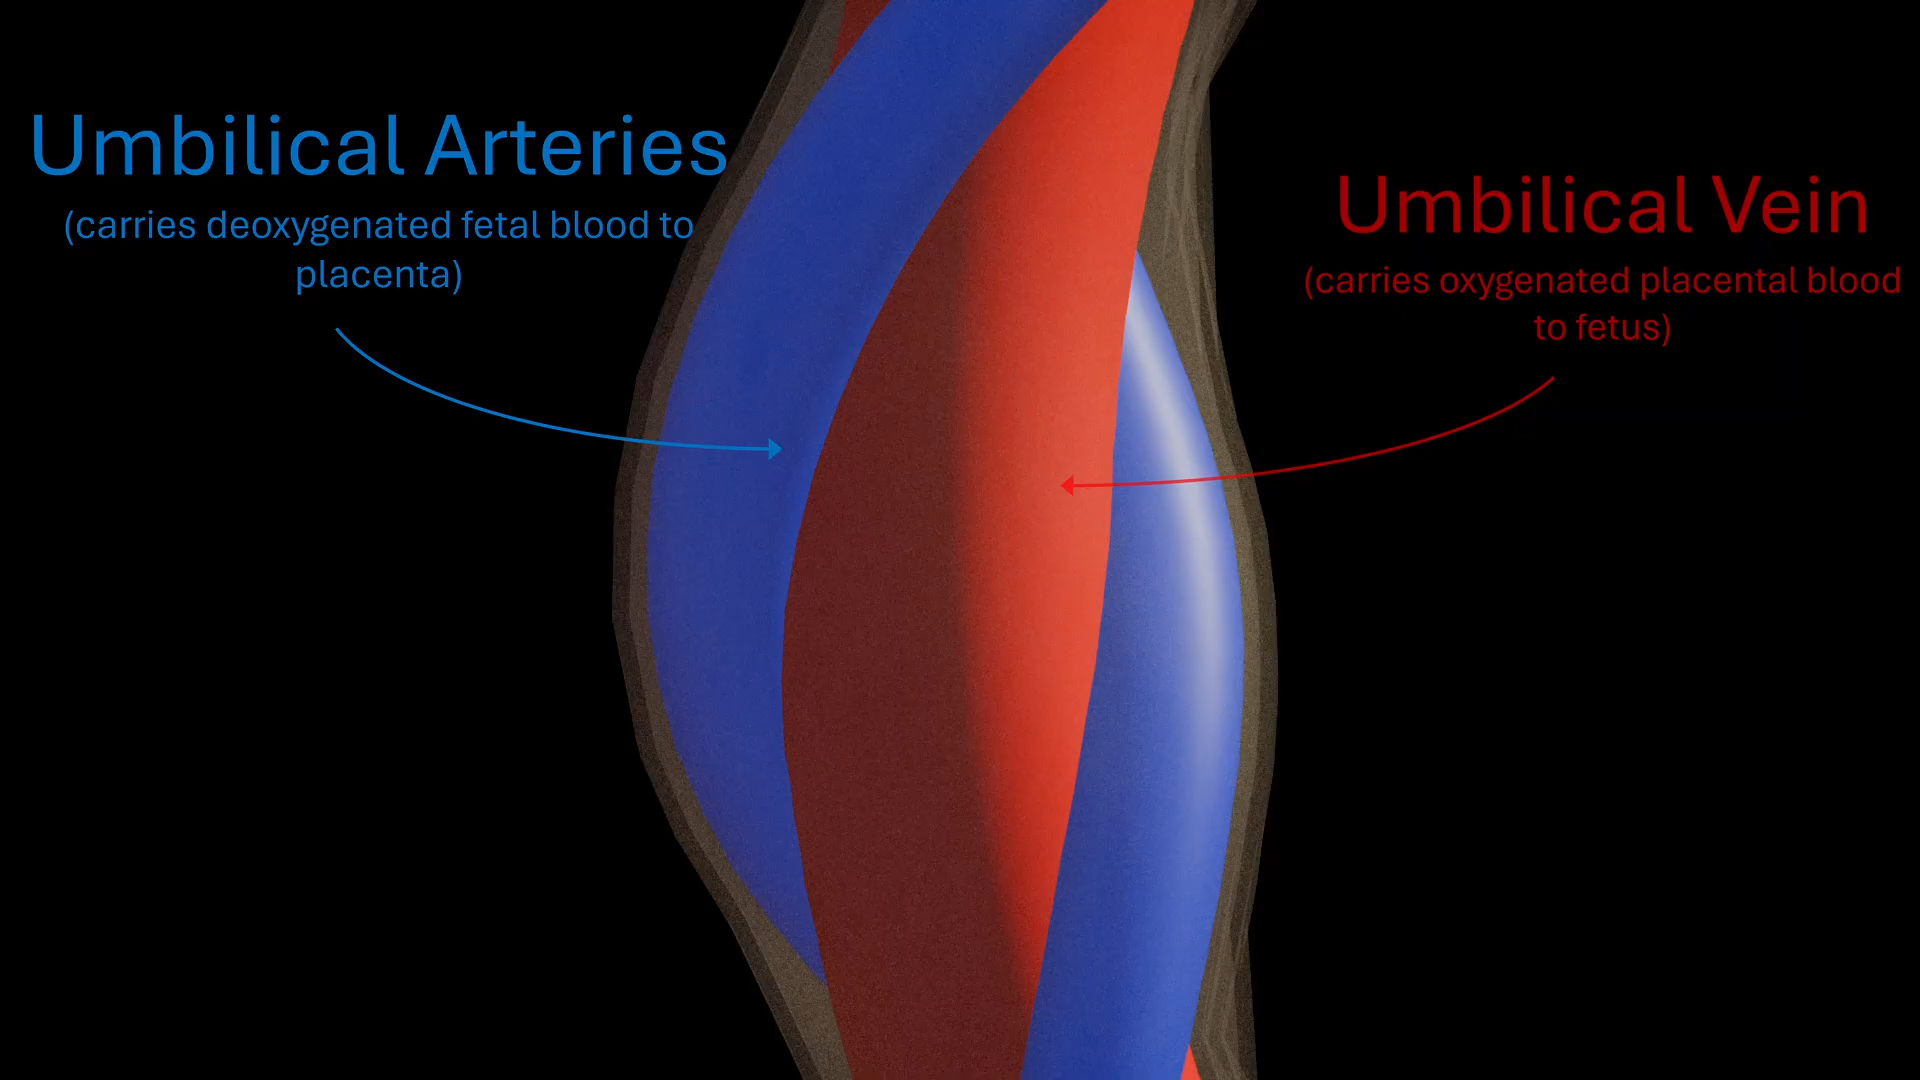 Umbilical Arteries
(carries deoxygenated fetal blood to
placenta)
Umbilical Vein
(carries oxygenated placental blood
to fetus)